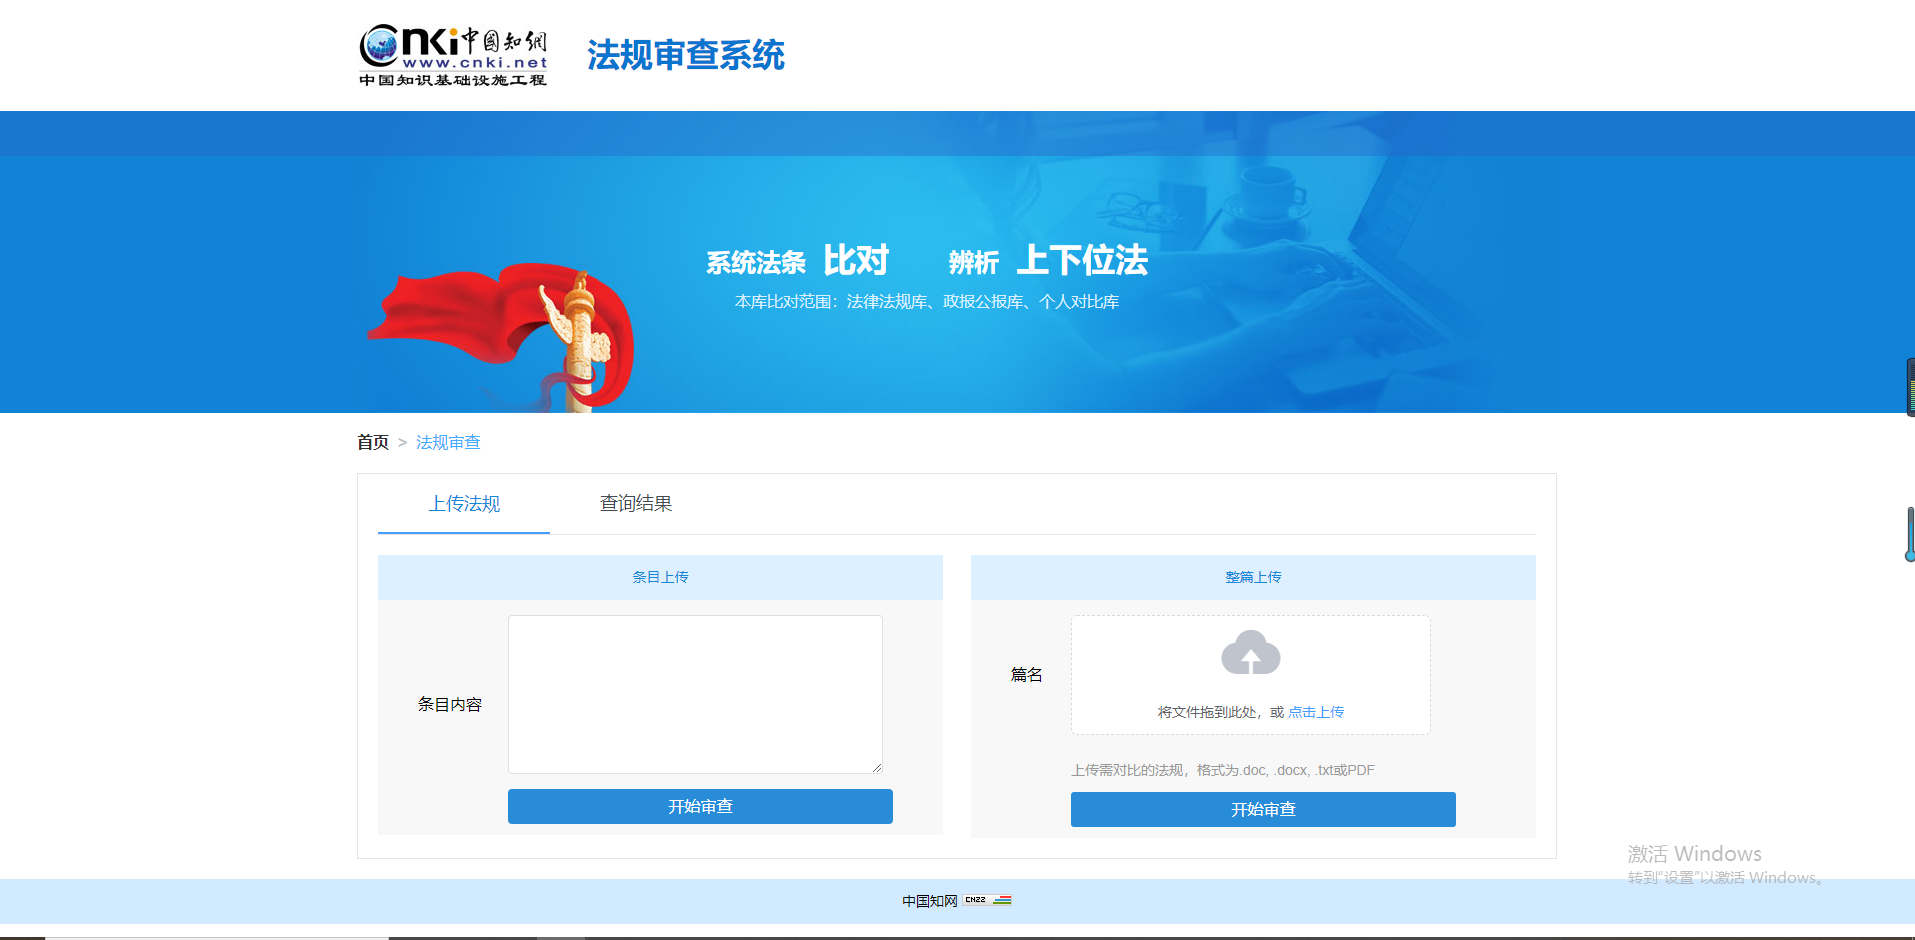 Cnki中国知网
www.cnki.net
中国知识基础设施工程
法规审查系统
系统法条 比对 辨析 上下位法
本库比对范围：法律法规库、政报公报库、个人对比库
首页 > 法规审查
上传法规 查询结果
条目上传
条目内容
开始审查
整篇上传
篇名
将文件拖到此处，或 点击上传
上传需对比的法规，格式为.doc, .docx, .txt或PDF
开始审查
激活 Windows
转到"设置"以激活 Windows。
中国知网 CNZZ